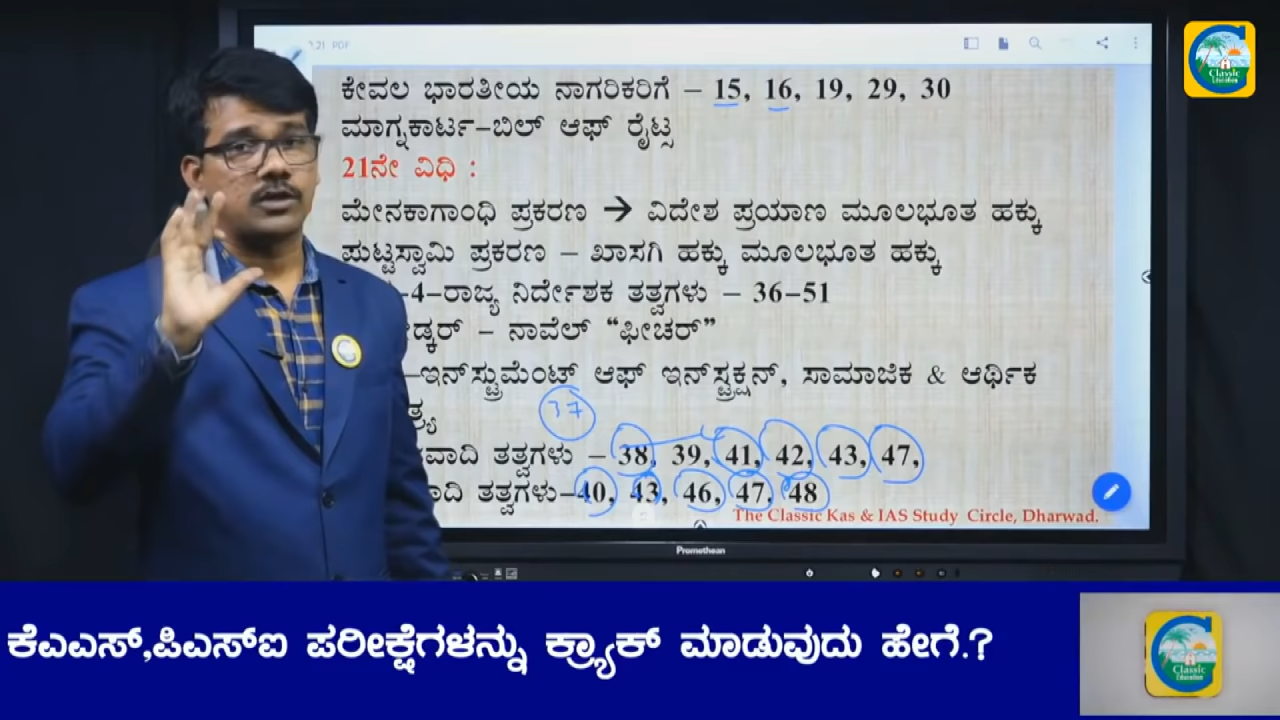 2.21 PDF
Classic
Education
ಕೇವಲ ಭಾರತೀಯ ನಾಗರಿಕರಿಗೆ – 15, 16, 19, 29, 30
ಮಾಗ್ನಕಾರ್ಟ–ಬಿಲ್ ಆಫ್ ರೈಟ್ಸ
21ನೇ ವಿಧಿ :
ಮೇನಕಾಗಾಂಧಿ ಪ್ರಕರಣ → ವಿದೇಶ ಪ್ರಯಾಣ ಮೂಲಭೂತ ಹಕ್ಕು
ಪುಟ್ಟಸ್ವಾಮಿ ಪ್ರಕರಣ – ಖಾಸಗಿ ಹಕ್ಕು ಮೂಲಭೂತ ಹಕ್ಕು
-4–ರಾಜ್ಯ ನಿರ್ದೇಶಕ ತತ್ವಗಳು – 36–51
– ನಾವೆಲ್ “ಫೀಚರ್”
–ಇನ್‌ಸ್ಟ್ರುಮೆಂಟ್ ಆಫ್ ಇನ್‌ಸ್ಟ್ರಕ್ಷನ್, ಸಾಮಾಜಿಕ & ಆರ್ಥಿಕ
37
ತತ್ವಗಳು – 38, 39, 41, 42, 43, 47,
ತತ್ವಗಳು–40, 43, 46, 47, 48
The Classic Kas & IAS Study Circle, Dharwad.
Promethean
ಕೆಎಎಸ್,ಪಿಎಸ್ಐ ಪರೀಕ್ಷೆಗಳನ್ನು ಕ್ರ್ಯಾಕ್ ಮಾಡುವುದು ಹೇಗೆ.?
Classic
Education